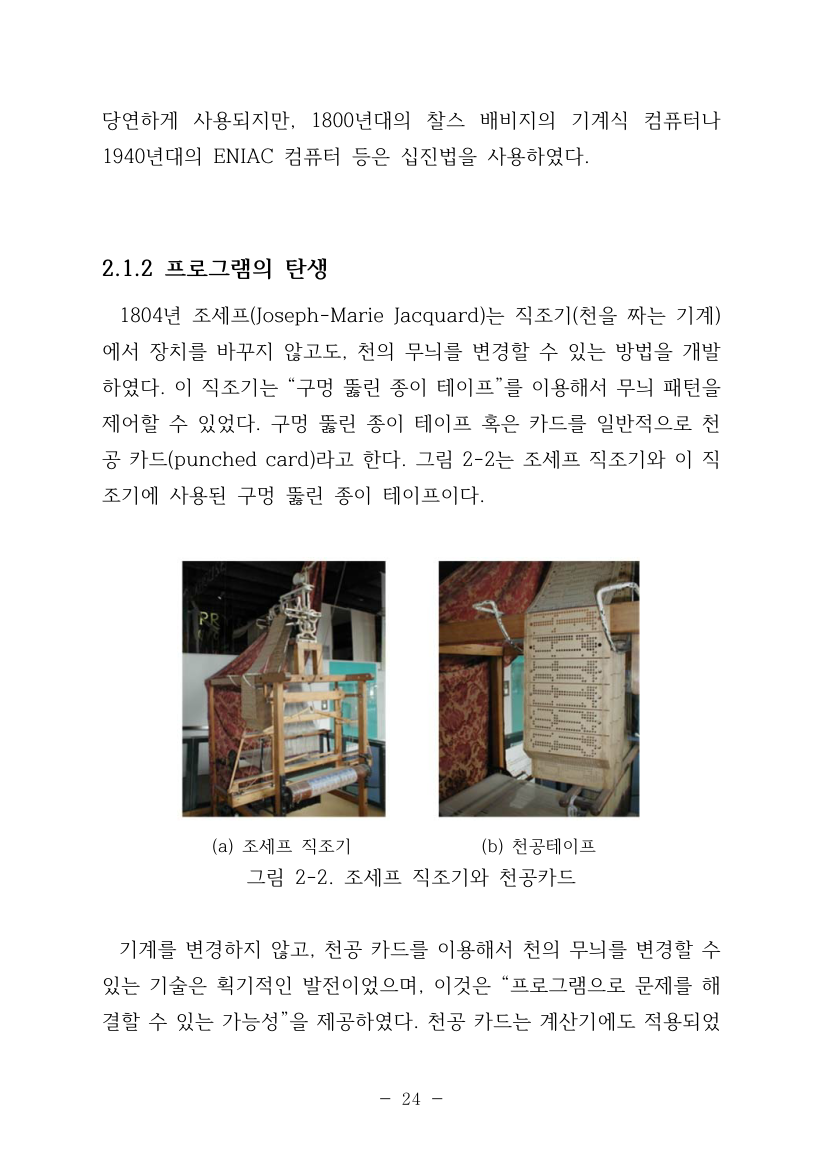 당연하게 사용되지만, 1800년대의 찰스 배비지의 기계식 컴퓨터나
1940년대의 ENIAC 컴퓨터 등은 십진법을 사용하였다.
2.1.2 프로그램의 탄생
1804년 조세프(Joseph-Marie Jacquard)는 직조기(천을 짜는 기계)
에서 장치를 바꾸지 않고도, 천의 무늬를 변경할 수 있는 방법을 개발
하였다. 이 직조기는 “구멍 뚫린 종이 테이프”를 이용해서 무늬 패턴을
제어할 수 있었다. 구멍 뚫린 종이 테이프 혹은 카드를 일반적으로 천
공 카드(punched card)라고 한다. 그림 2-2는 조세프 직조기와 이 직
조기에 사용된 구멍 뚫린 종이 테이프이다.
PR
(a) 조세프 직조기
(b) 천공테이프
그림 2-2. 조세프 직조기와 천공카드
기계를 변경하지 않고, 천공 카드를 이용해서 천의 무늬를 변경할 수
있는 기술은 획기적인 발전이었으며, 이것은 “프로그램으로 문제를 해
결할 수 있는 가능성”을 제공하였다. 천공 카드는 계산기에도 적용되었
- 24 -